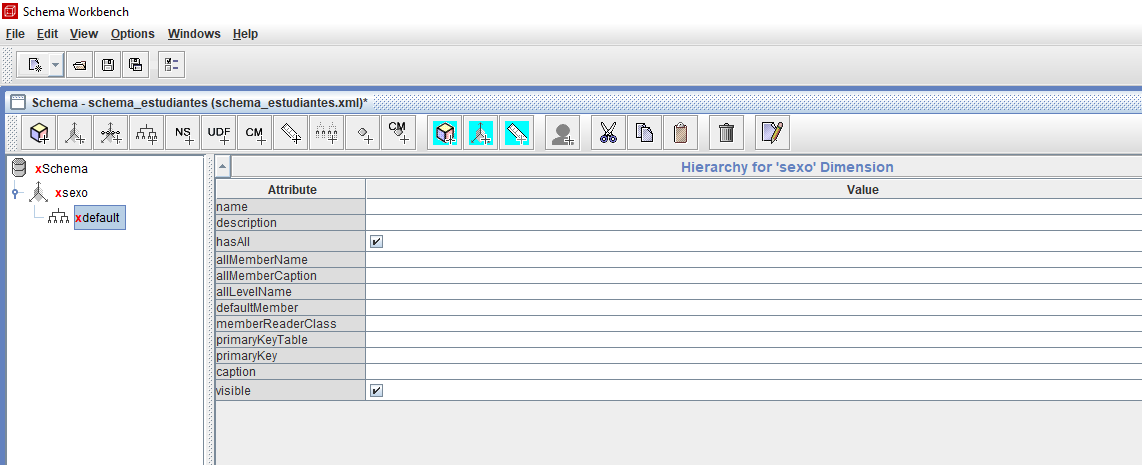 Schema Workbench
File Edit View Options Windows Help
Schema - schema_estudiantes (schema_estudiantes.xml)*
NS UDF CM CM
xSchema
xsexo
xdefault
Hierarchy for 'sexo' Dimension
Attribute Value
name
description
hasAll
allMemberName
allMemberCaption
allLevelName
defaultMember
memberReaderClass
primaryKeyTable
primaryKey
caption
visible